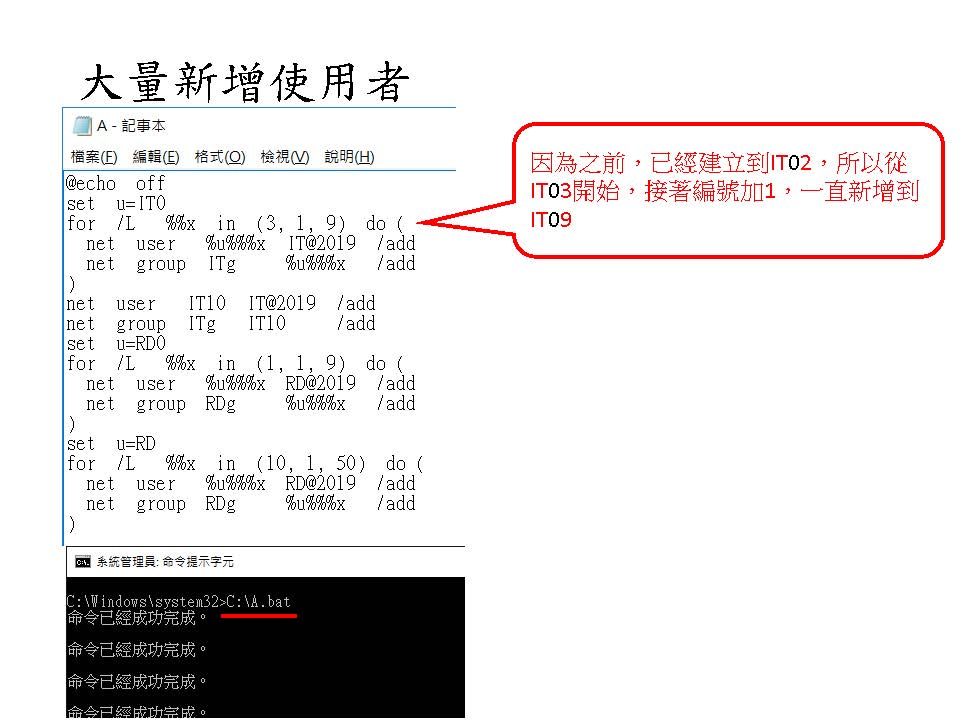 大量新增使用者
A - 記事本
檔案(F) 編輯(E) 格式(O) 檢視(V) 說明(H)
@echo off
set u=IT0
for /L %%x in (3, 1, 9) do (
net user %u%%%x IT@2019 /add
net group ITg %u%%%x /add
)
net user IT10 IT@2019 /add
net group ITg IT10 /add
set u=RD0
for /L %%x in (1, 1, 9) do (
net user %u%%%x RD@2019 /add
net group RDg %u%%%x /add
)
set u=RD
for /L %%x in (10, 1, 50) do (
net user %u%%%x RD@2019 /add
net group RDg %u%%%x /add
)
因為之前，已經建立到IT02，所以從
IT03開始，接著編號加1，一直新增到
IT09
系統管理員: 命令提示字元
C:\Windows\system32>C:\A.bat
命令已經成功完成。
命令已經成功完成。
命令已經成功完成。
命令已經成功完成。